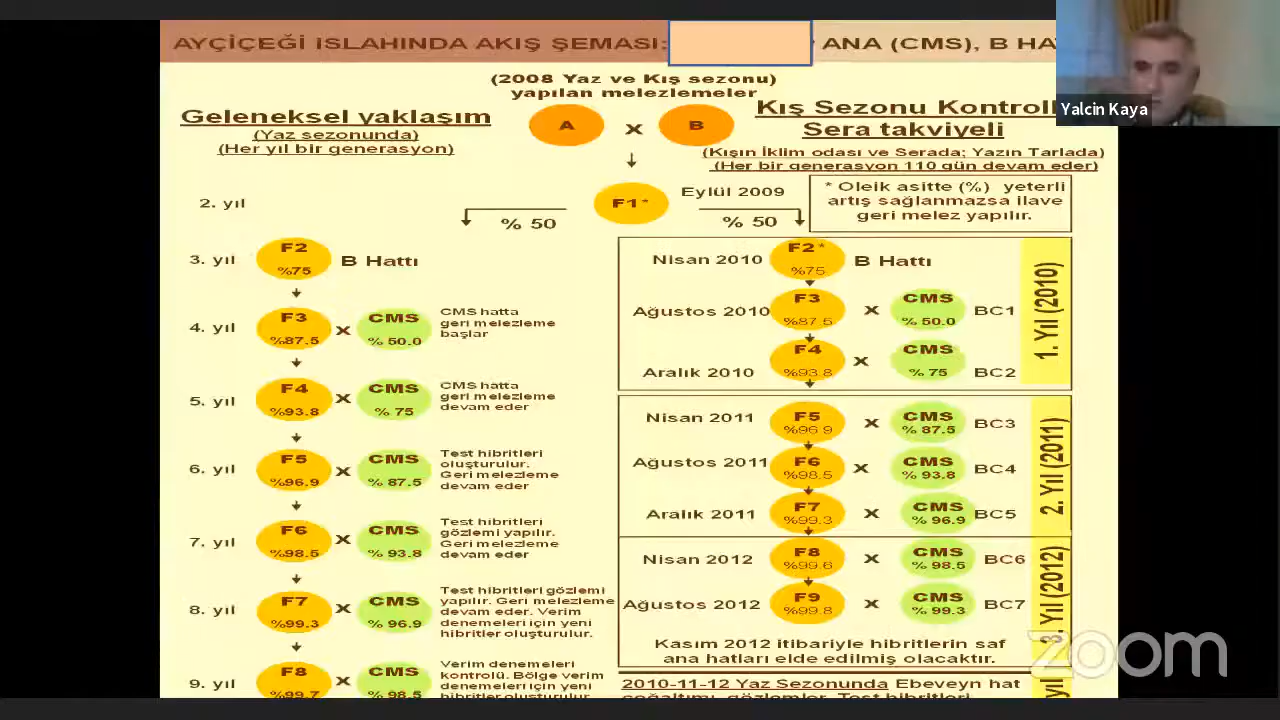 AYÇİÇEĞİ ISLAHINDA AKIŞ ŞEMASI: ANA (CMS), B
Yalcin Kaya
(2008 Yaz ve Kış sezonu)
yapılan melezlemeler
Geleneksel yaklaşım
(Yaz sezonunda)
(Her yıl bir generasyon)
A x B
Kış Sezonu
Sera takviyeli
(Kışın İklim odası ve Serada; Yazın Tarlada)
(Her bir generasyon 110 gün devam eder)
2. yıl
F1*
Eylül 2009
% 50
% 50
* Oleik asitte (%) yeterli
artış sağlanmazsa ilave
geri melez yapılır.
3. yıl
F2
%75
B Hattı
4. yıl
F3
%87.5
x
CMS
% 50.0
CMS hatta
geri melezleme
başlar
5. yıl
F4
%93.8
x
CMS
% 75
CMS hatta
geri melezleme
devam eder
6. yıl
F5
%96.9
x
CMS
% 87.5
Test hibritleri
oluşturulur.
Geri melezleme
devam eder
7. yıl
F6
%98.5
x
CMS
% 93.8
Test hibritleri
gözlemi yapılır.
Geri melezleme
devam eder
8. yıl
F7
%99.3
x
CMS
% 96.9
Test hibritleri gözlemi
yapılır. Geri melezleme
devam eder. Verim
denemeleri için yeni
hibritler oluşturulur.
9. yıl
F8
%99.7
x
CMS
% 98.5
Verim denemeleri
kontrolü. Bölge verim
denemeleri için yeni
hibritler oluşturulur
Nisan 2010
F2*
%75
B Hattı
Ağustos 2010
F3
%87.5
x
CMS
% 50.0
BC1
Aralık 2010
F4
%93.8
x
CMS
% 75
BC2
1. Yıl (2010)
Nisan 2011
F5
%96.9
x
CMS
% 87.5
BC3
Ağustos 2011
F6
%98.5
x
CMS
% 93.8
BC4
Aralık 2011
F7
%99.3
x
CMS
% 96.9
BC5
2. Yıl (2011)
Nisan 2012
F8
%99.6
x
CMS
% 98.5
BC6
Ağustos 2012
F9
%99.8
x
CMS
% 99.3
BC7
3. Yıl (2012)
Kasım 2012 itibariyle hibritlerin saf
ana hatları elde edilmiş olacaktır.
2010-11-12 Yaz Sezonunda Ebeveyn hat
çoğaltımı, gözlemler, Test hibritleri
yıl
zoom